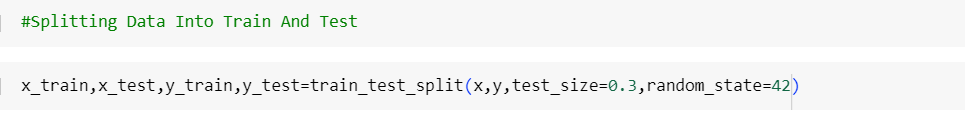 #Splitting Data Into Train And Test
x_train,x_test,y_train,y_test=train_test_split(x,y,test_size=0.3,random_state=42)